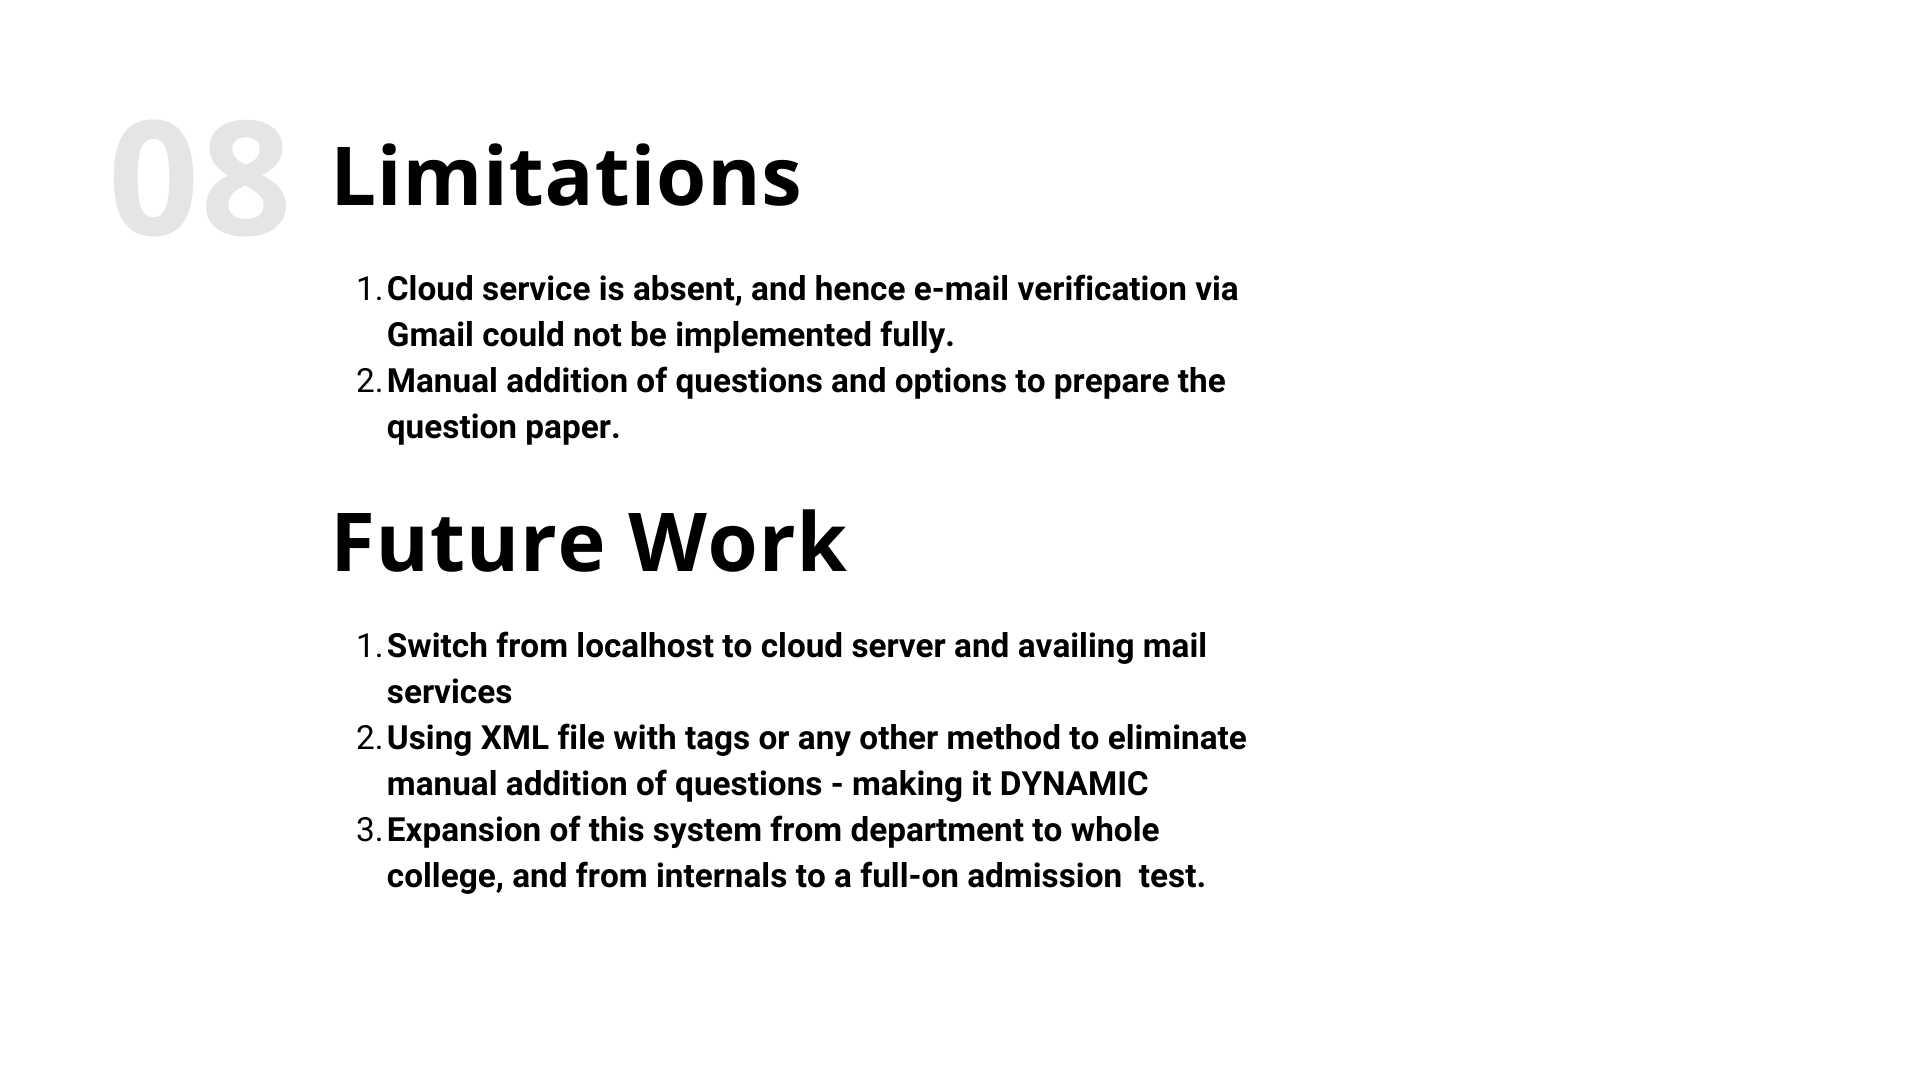 08
Limitations
1. Cloud service is absent, and hence e-mail verification via
Gmail could not be implemented fully.
2. Manual addition of questions and options to prepare the
question paper.
Future Work
1. Switch from localhost to cloud server and availing mail
services
2. Using XML file with tags or any other method to eliminate
manual addition of questions - making it DYNAMIC
3. Expansion of this system from department to whole
college, and from internals to a full-on admission  test.